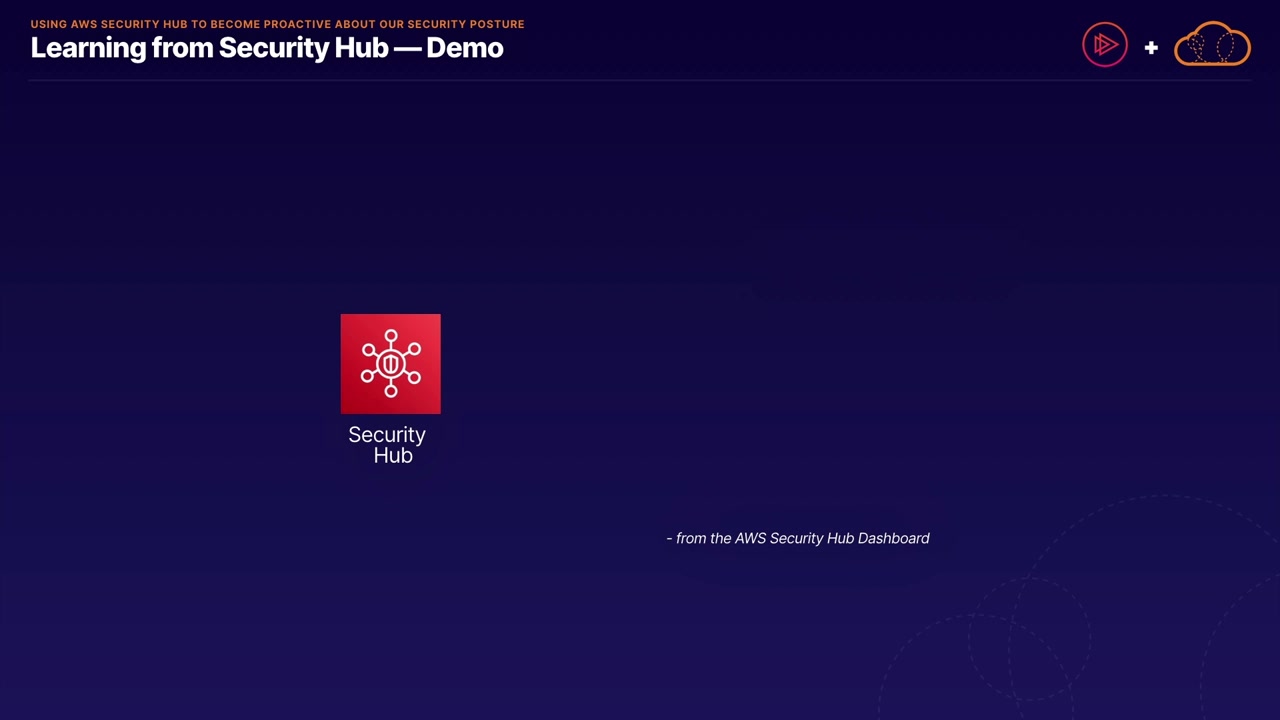 USING AWS SECURITY HUB TO BECOME PROACTIVE ABOUT OUR SECURITY POSTURE
Learning from Security Hub — Demo
Security
Hub
- from the AWS Security Hub Dashboard